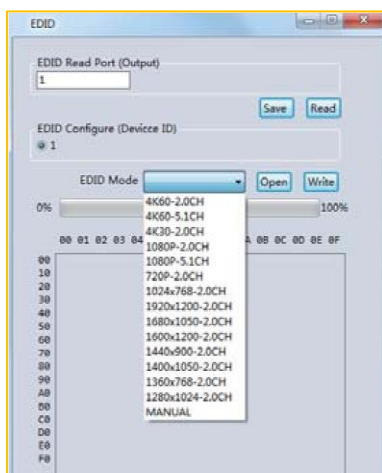 EDID
EDID Read Port (Output)
1
Save Read
EDID Configure (Devicce ID)
1
EDID Mode Open Write
0% 100%
4K60-2.0CH
4K60-5.1CH
4K30-2.0CH
1080P-2.0CH
1080P-5.1CH
720P-2.0CH
1024x768-2.0CH
1920x1200-2.0CH
1680x1050-2.0CH
1600x1200-2.0CH
1440x900-2.0CH
1400x1050-2.0CH
1360x768-2.0CH
1280x1024-2.0CH
MANUAL
00 01 02 03 04 A 0B 0C 0D 0E 0F
00
10
20
30
40
50
60
70
80
90
A0
B0
C0
D0
E0
F0